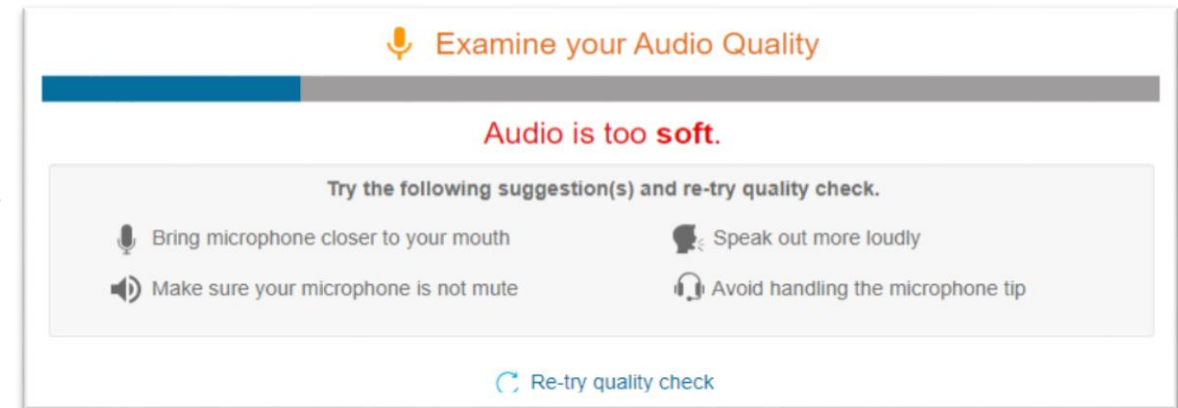 Examine your Audio Quality
Audio is too soft.
Try the following suggestion(s) and re-try quality check.
Bring microphone closer to your mouth
Speak out more loudly
Make sure your microphone is not mute
Avoid handling the microphone tip
Re-try quality check